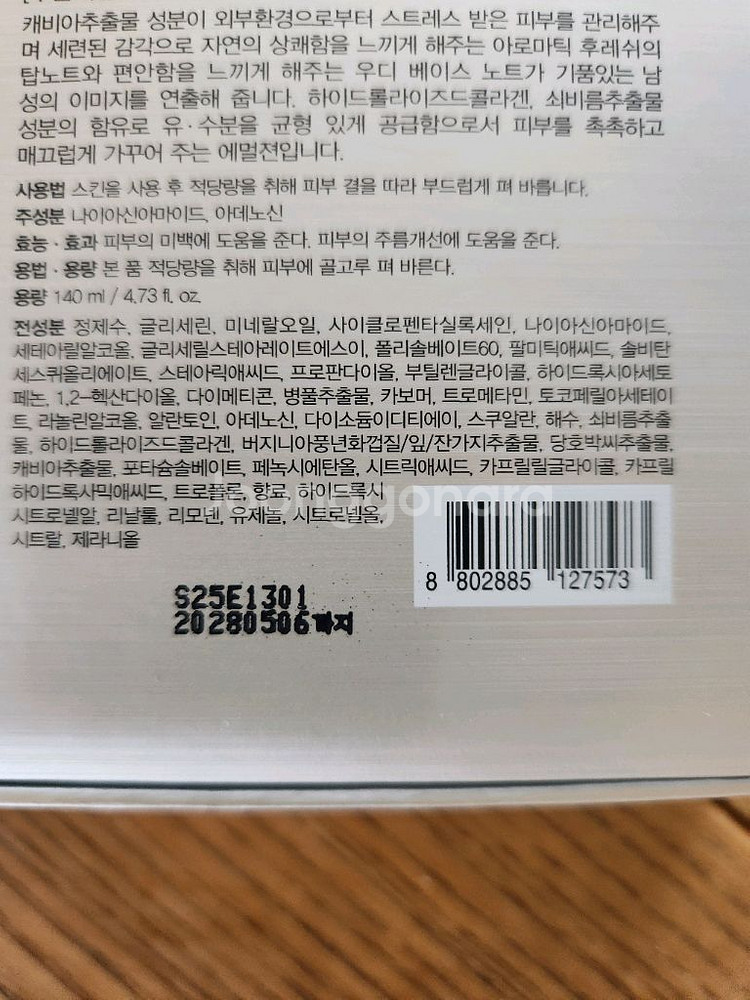 캐비아추출물 성분이 외부환경으로부터 스트레스 받은 피부를 관리해주
며 세련된 감각으로 자연의 상쾌함을 느끼게 해주는 아로마틱 후레쉬의
탑노트와 편안함을 느끼게 해주는 우디 베이스 노트가 기품있는 남
성의 이미지를 연출해 줍니다. 하이드롤라이즈드콜라겐, 쇠비름추출물
성분의 함유로 유·수분을 균형 있게 공급함으로서 피부를 촉촉하고
매끄럽게 가꾸어 주는 에멀젼입니다.
사용법 스킨을 사용 후 적당량을 취해 피부 결을 따라 부드럽게 펴 바릅니다.
주성분 나이아신아마이드, 아데노신
효능·효과 피부의 미백에 도움을 준다. 피부의 주름개선에 도움을 준다.
용법·용량 본 품 적당량을 취해 피부에 골고루 펴 바른다.
용량 140 ml / 4.73 fl. oz.
전성분 정제수, 글리세린, 미네랄오일, 사이클로펜타실록세인, 나이아신아마이드,
세테아릴알코올, 글리세릴스테아레이트에스이, 폴리솔베이트60, 팔미틱애씨드, 솔비탄
세스퀴올리에이트, 스테아릭애씨드, 프로판다이올, 부틸렌글라이콜, 하이드록시아세토
페논, 1,2-헥산다이올, 다이메티콘, 병풀추출물, 카보머, 트로메타민, 토코페릴아세테이
트, 라놀린알코올, 알란토인, 아데노신, 다이소듐이디티에이, 스쿠알란, 해수, 쇠비름추출
물, 하이드롤라이즈드콜라겐, 버지니아풍년화껍질/잎/잔가지추출물, 당호박씨추출물,
캐비아추출물, 포타슘솔베이트, 페녹시에탄올, 시트릭애씨드, 카프릴릴글라이콜, 카프릴
하이드록사믹애씨드, 트로폴론, 향료, 하이드록시
시트로넬알, 리날룰, 리모넨, 유제놀, 시트로넬올,
시트랄, 제라니올
joonggonara
8 802885 127573
S25E1301
20280506까지